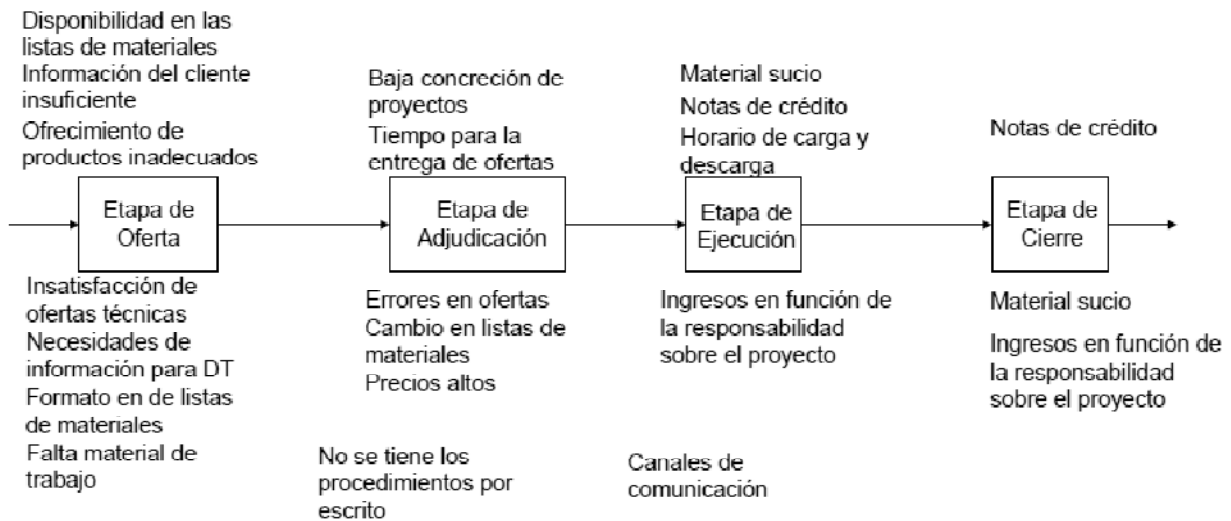 Disponibilidad en las
listas de materiales
Información del cliente
insuficiente
Ofrecimiento de
productos inadecuados
Baja concreción de
proyectos
Tiempo para la
entrega de ofertas
Material sucio
Notas de crédito
Horario de carga y
descarga
Notas de crédito
Etapa de
Oferta
Etapa de
Adjudicación
Etapa de
Ejecución
Etapa de
Cierre
Insatisfacción de
ofertas técnicas
Necesidades de
información para DT
Formato en de listas
de materiales
Falta material de
trabajo
Errores en ofertas
Cambio en listas de
materiales
Precios altos
Ingresos en función de
la responsabilidad
sobre el proyecto
Material sucio
Ingresos en función de
la responsabilidad
sobre el proyecto
No se tiene los
procedimientos por
escrito
Canales de
comunicación